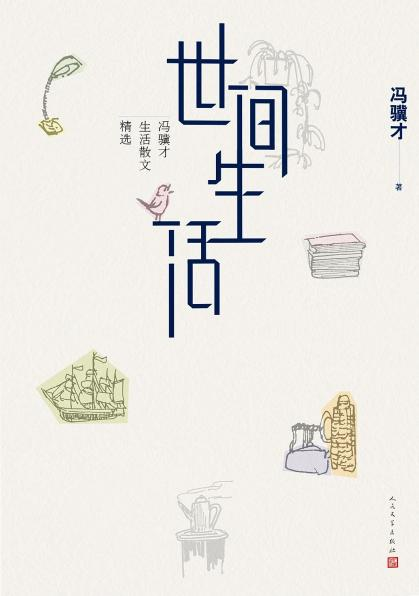 世间生活
冯骥才
生活散文
精选
冯骥才
著
人民文学出版社